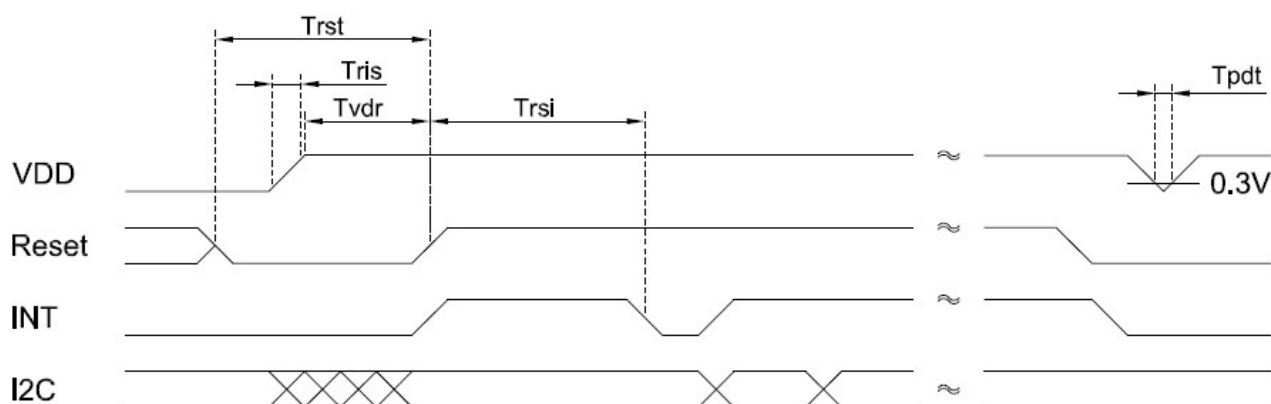 Trst
Tris
Tpdt
Tvdr
Trsi
VDD
0.3V
Reset
INT
I2C